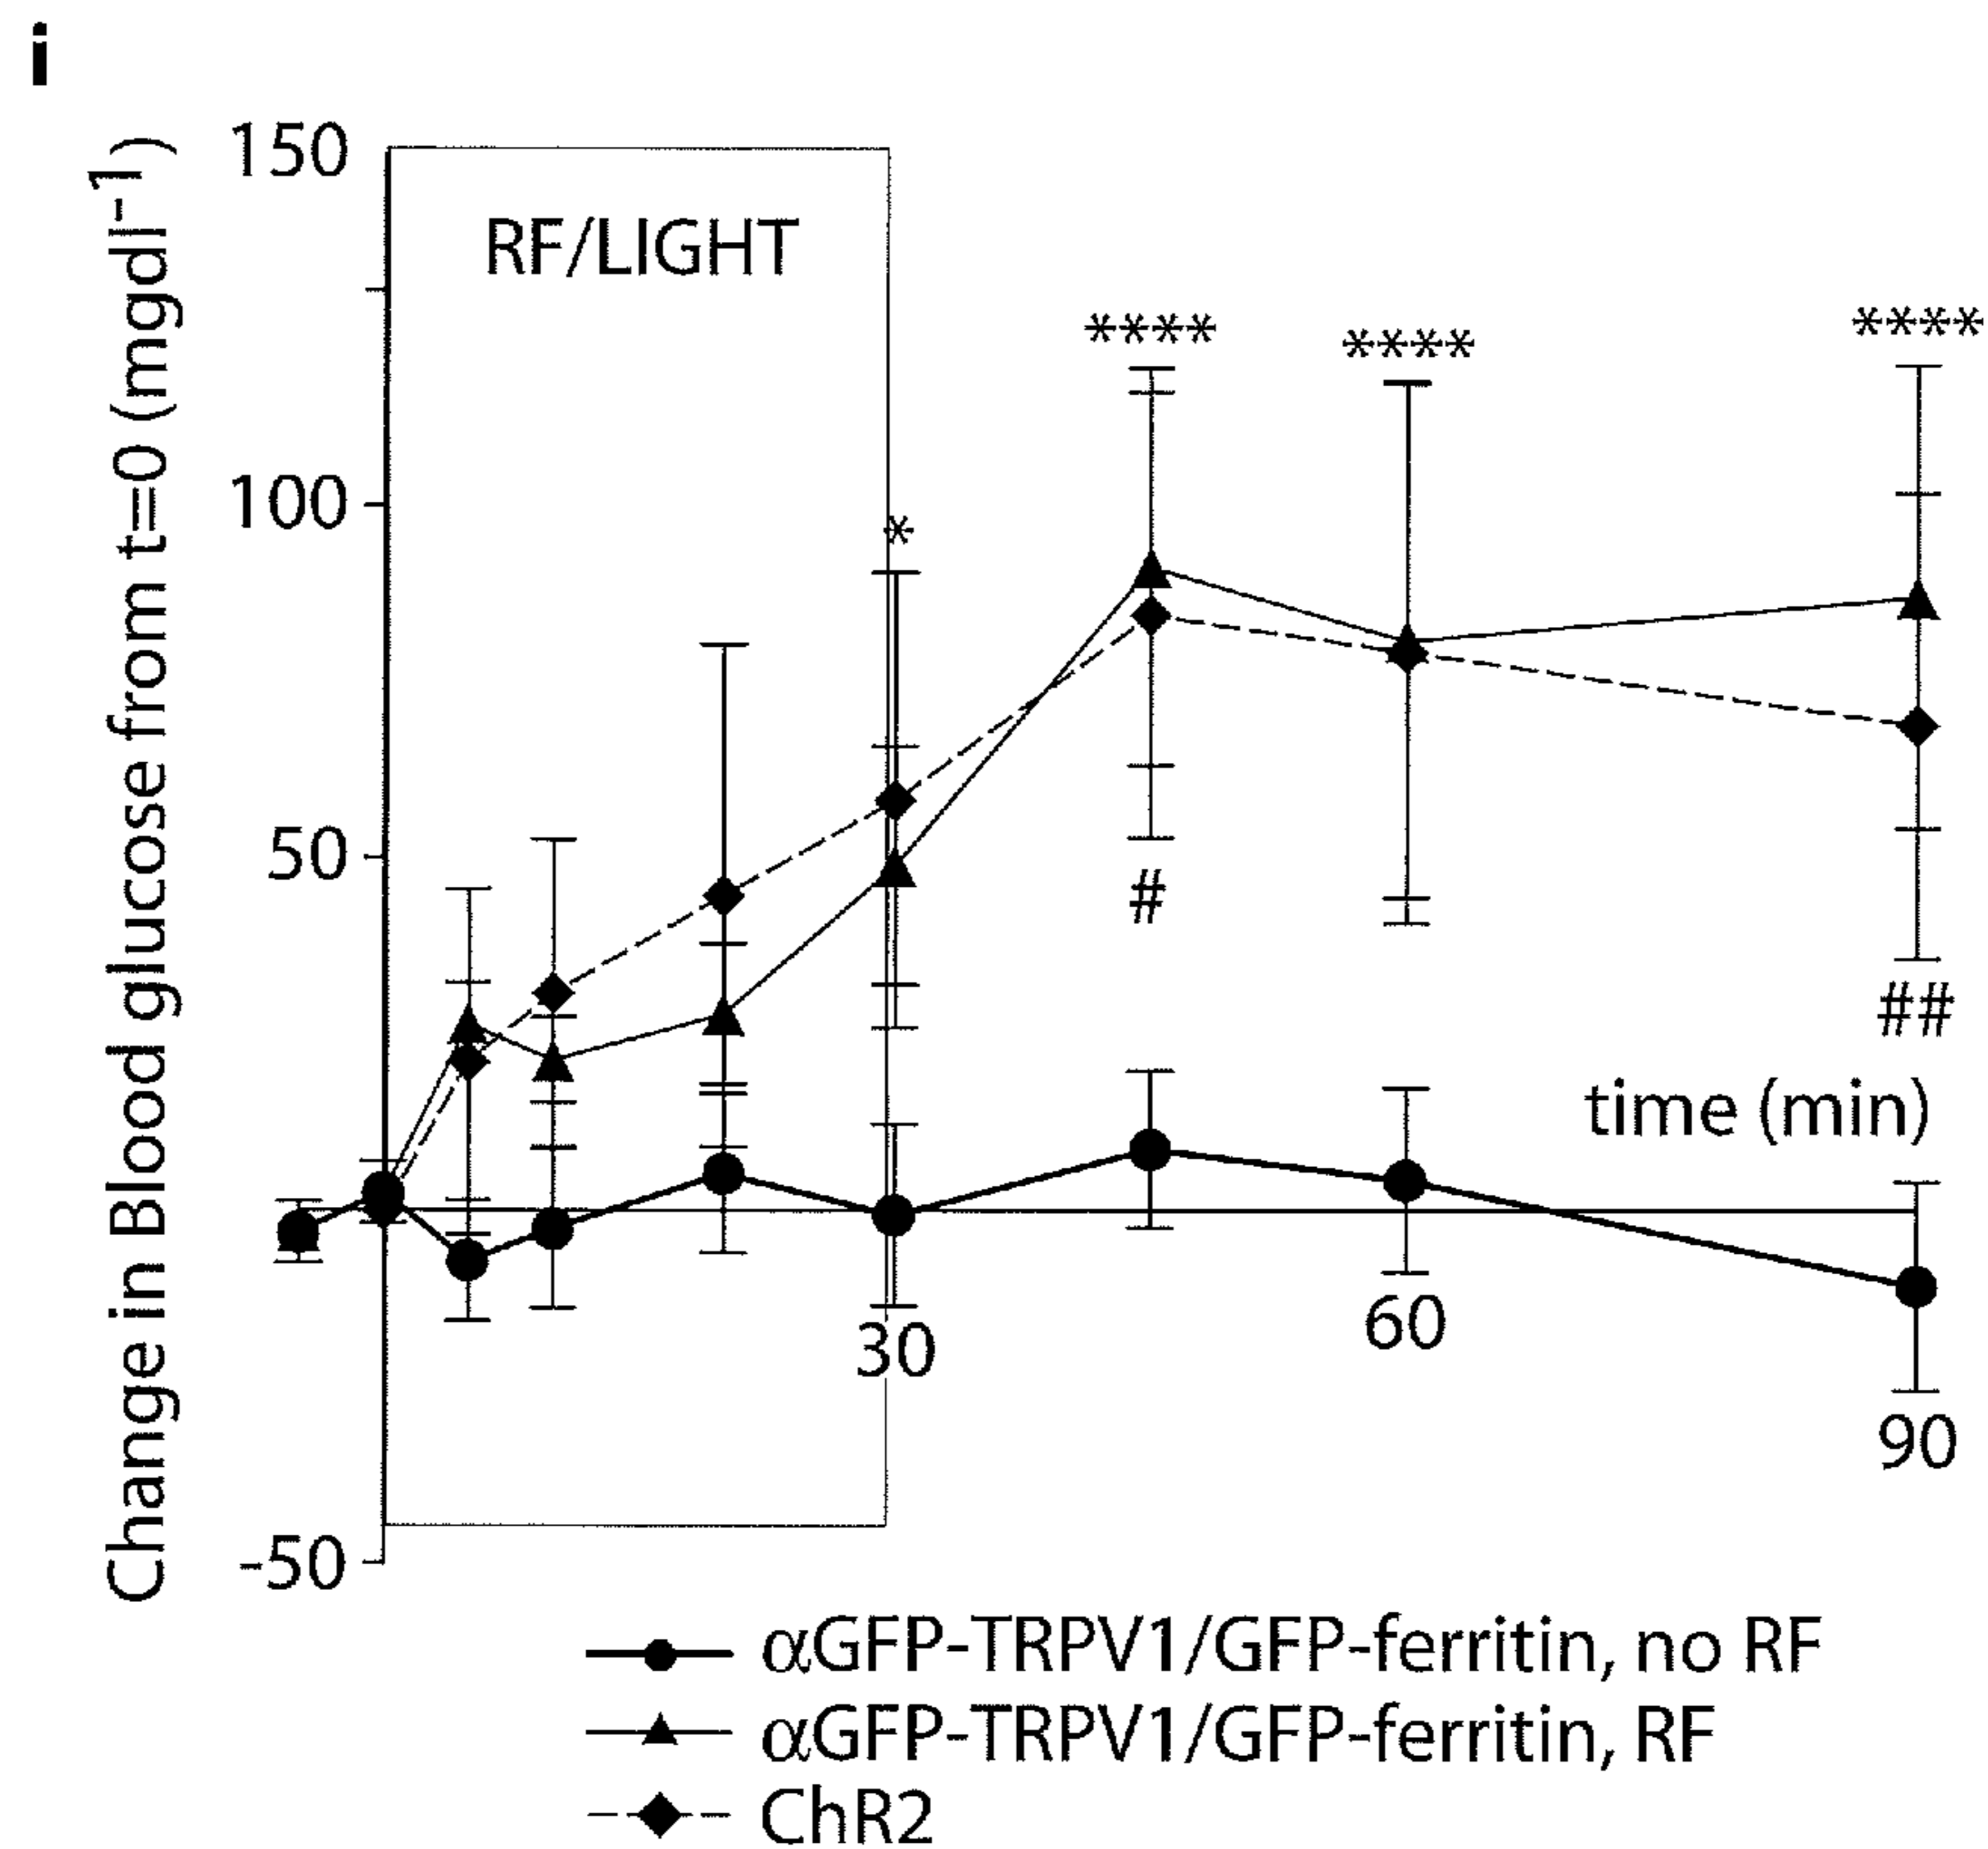 i
Change in Blood glucose from t=0 (mgdl⁻¹)
150
RF/LIGHT
****
****
****
100
*
50
#
##
time (min)
30
60
90
-50
αGFP-TRPV1/GFP-ferritin, no RF
αGFP-TRPV1/GFP-ferritin, RF
ChR2